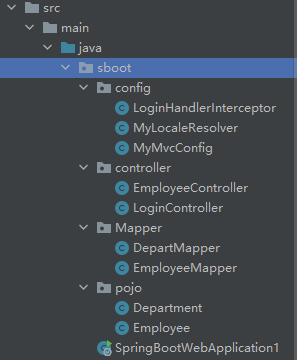 src
main
java
sboot
config
LoginHandlerInterceptor
MyLocaleResolver
MyMvcConfig
controller
EmployeeController
LoginController
Mapper
DepartMapper
EmployeeMapper
pojo
Department
Employee
SpringBootWebApplication1